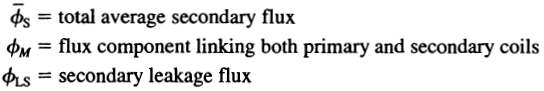 ϕ̄S = total average secondary flux
ϕM = flux component linking both primary and secondary coils
ϕLS = secondary leakage flux